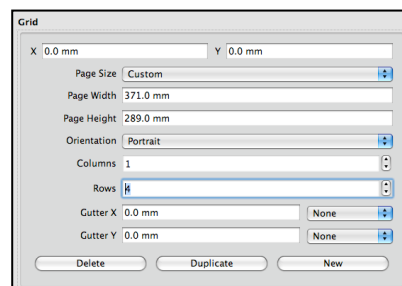 Grid
X 0.0 mm Y 0.0 mm
Page Size Custom
Page Width 371.0 mm
Page Height 289.0 mm
Orientation Portrait
Columns 1
Rows 4
Gutter X 0.0 mm None
Gutter Y 0.0 mm None
Delete Duplicate New